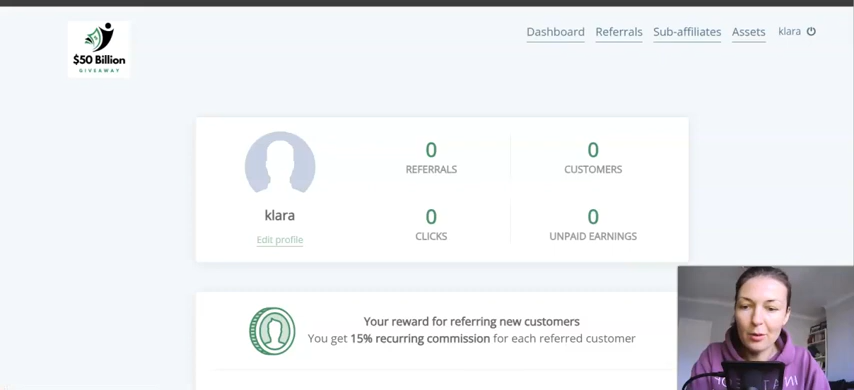 $50 Billion
GIVEAWAY
Dashboard Referrals Sub-affiliates Assets klara
0 REFERRALS
0 CUSTOMERS
klara
Edit profile
0 CLICKS
0 UNPAID EARNINGS
Your reward for referring new customers
You get 15% recurring commission for each referred customer